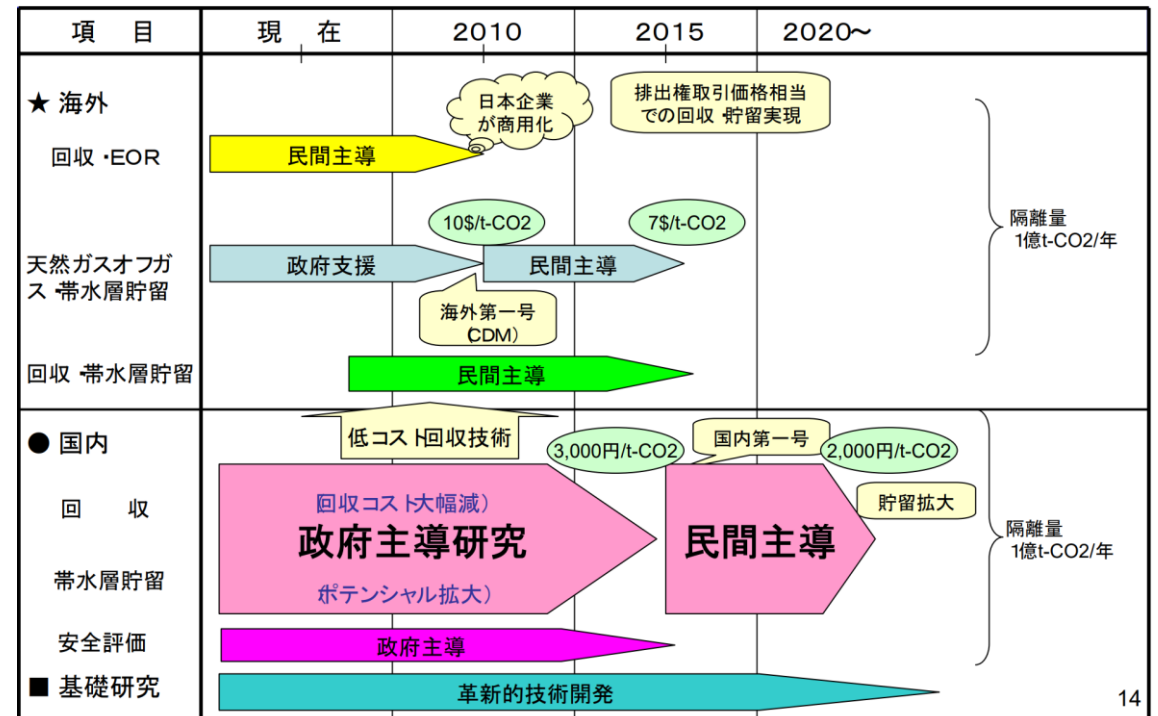 項 目
現 在
2010
2015
2020~
★ 海外
日本企業
が商用化
排出権取引価格相当
での回収・貯留実現
回収・EOR
民間主導
隔離量
1億t-CO2/年
10$/t-CO2
7$/t-CO2
天然ガスオフガ
ス・帯水層貯留
政府支援
民間主導
海外第一号
(CDM)
回収・帯水層貯留
民間主導
● 国内
低コスト回収技術
3,000円/t-CO2
国内第一号
2,000円/t-CO2
回 収
(回収コスト大幅減)
政府主導研究
民間主導
貯留拡大
隔離量
1億t-CO2/年
帯水層貯留
(ポテンシャル拡大)
安全評価
政府主導
■ 基礎研究
革新的技術開発
14